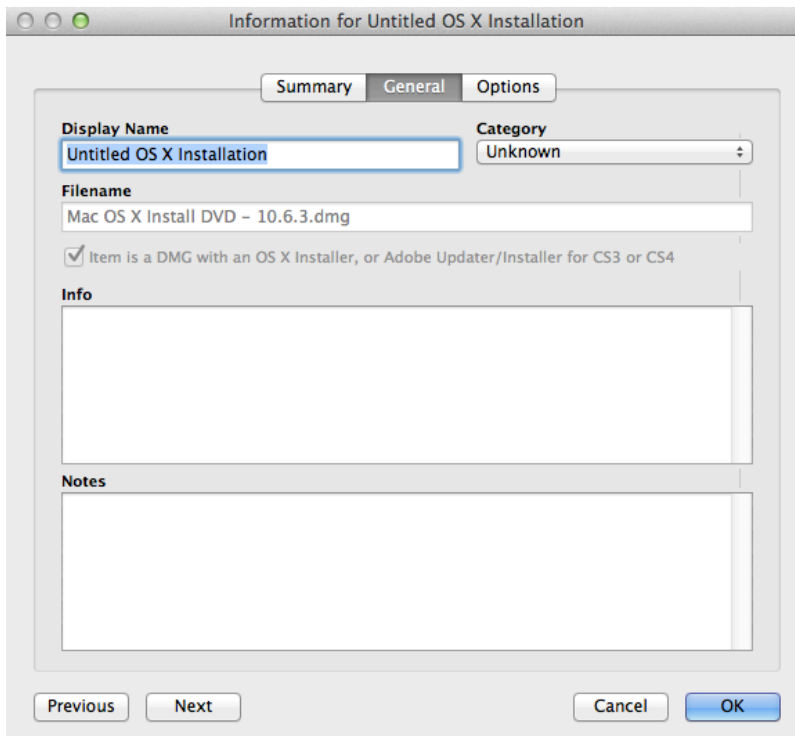 Information for Untitled OS X Installation
Summary General Options
Display Name Category
Untitled OS X Installation Unknown
Filename
Mac OS X Install DVD – 10.6.3.dmg
Item is a DMG with an OS X Installer, or Adobe Updater/Installer for CS3 or CS4
Info
Notes
Previous Next Cancel OK